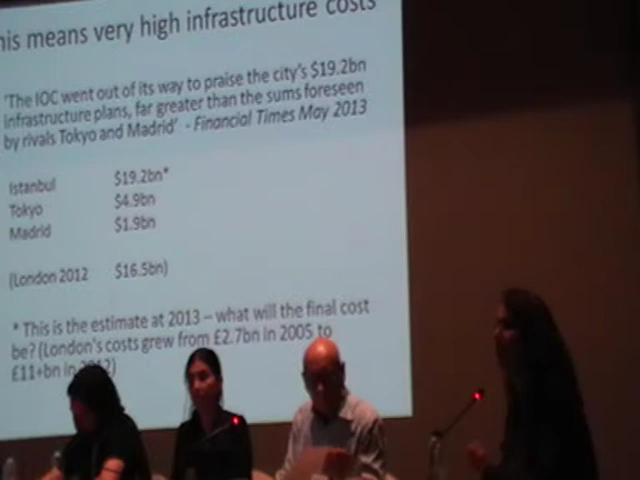 his means very high infrastructure costs
'The IOC went out of its way to praise the city's $19.2bn
infrastructure plans, far greater than the sums foreseen
by rivals Tokyo and Madrid' - Financial Times May 2013
Istanbul $19.2bn*
Tokyo $4.9bn
Madrid $1.9bn
(London 2012 $16.5bn)
* This is the estimate at 2013 – what will the final cost
be? (London's costs grew from £2.7bn in 2005 to
£11+bn in 2012)